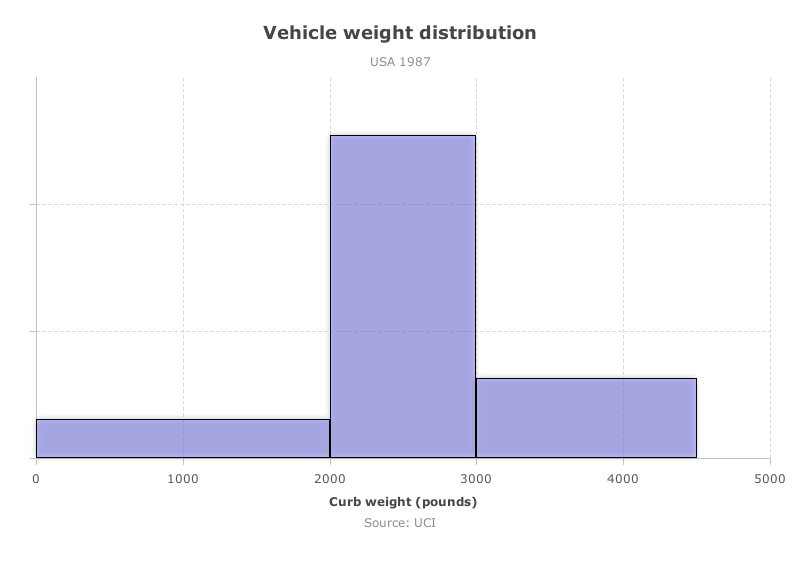 Vehicle weight distribution
USA 1987
0 1000 2000 3000 4000 5000
Curb weight (pounds)
Source: UCI